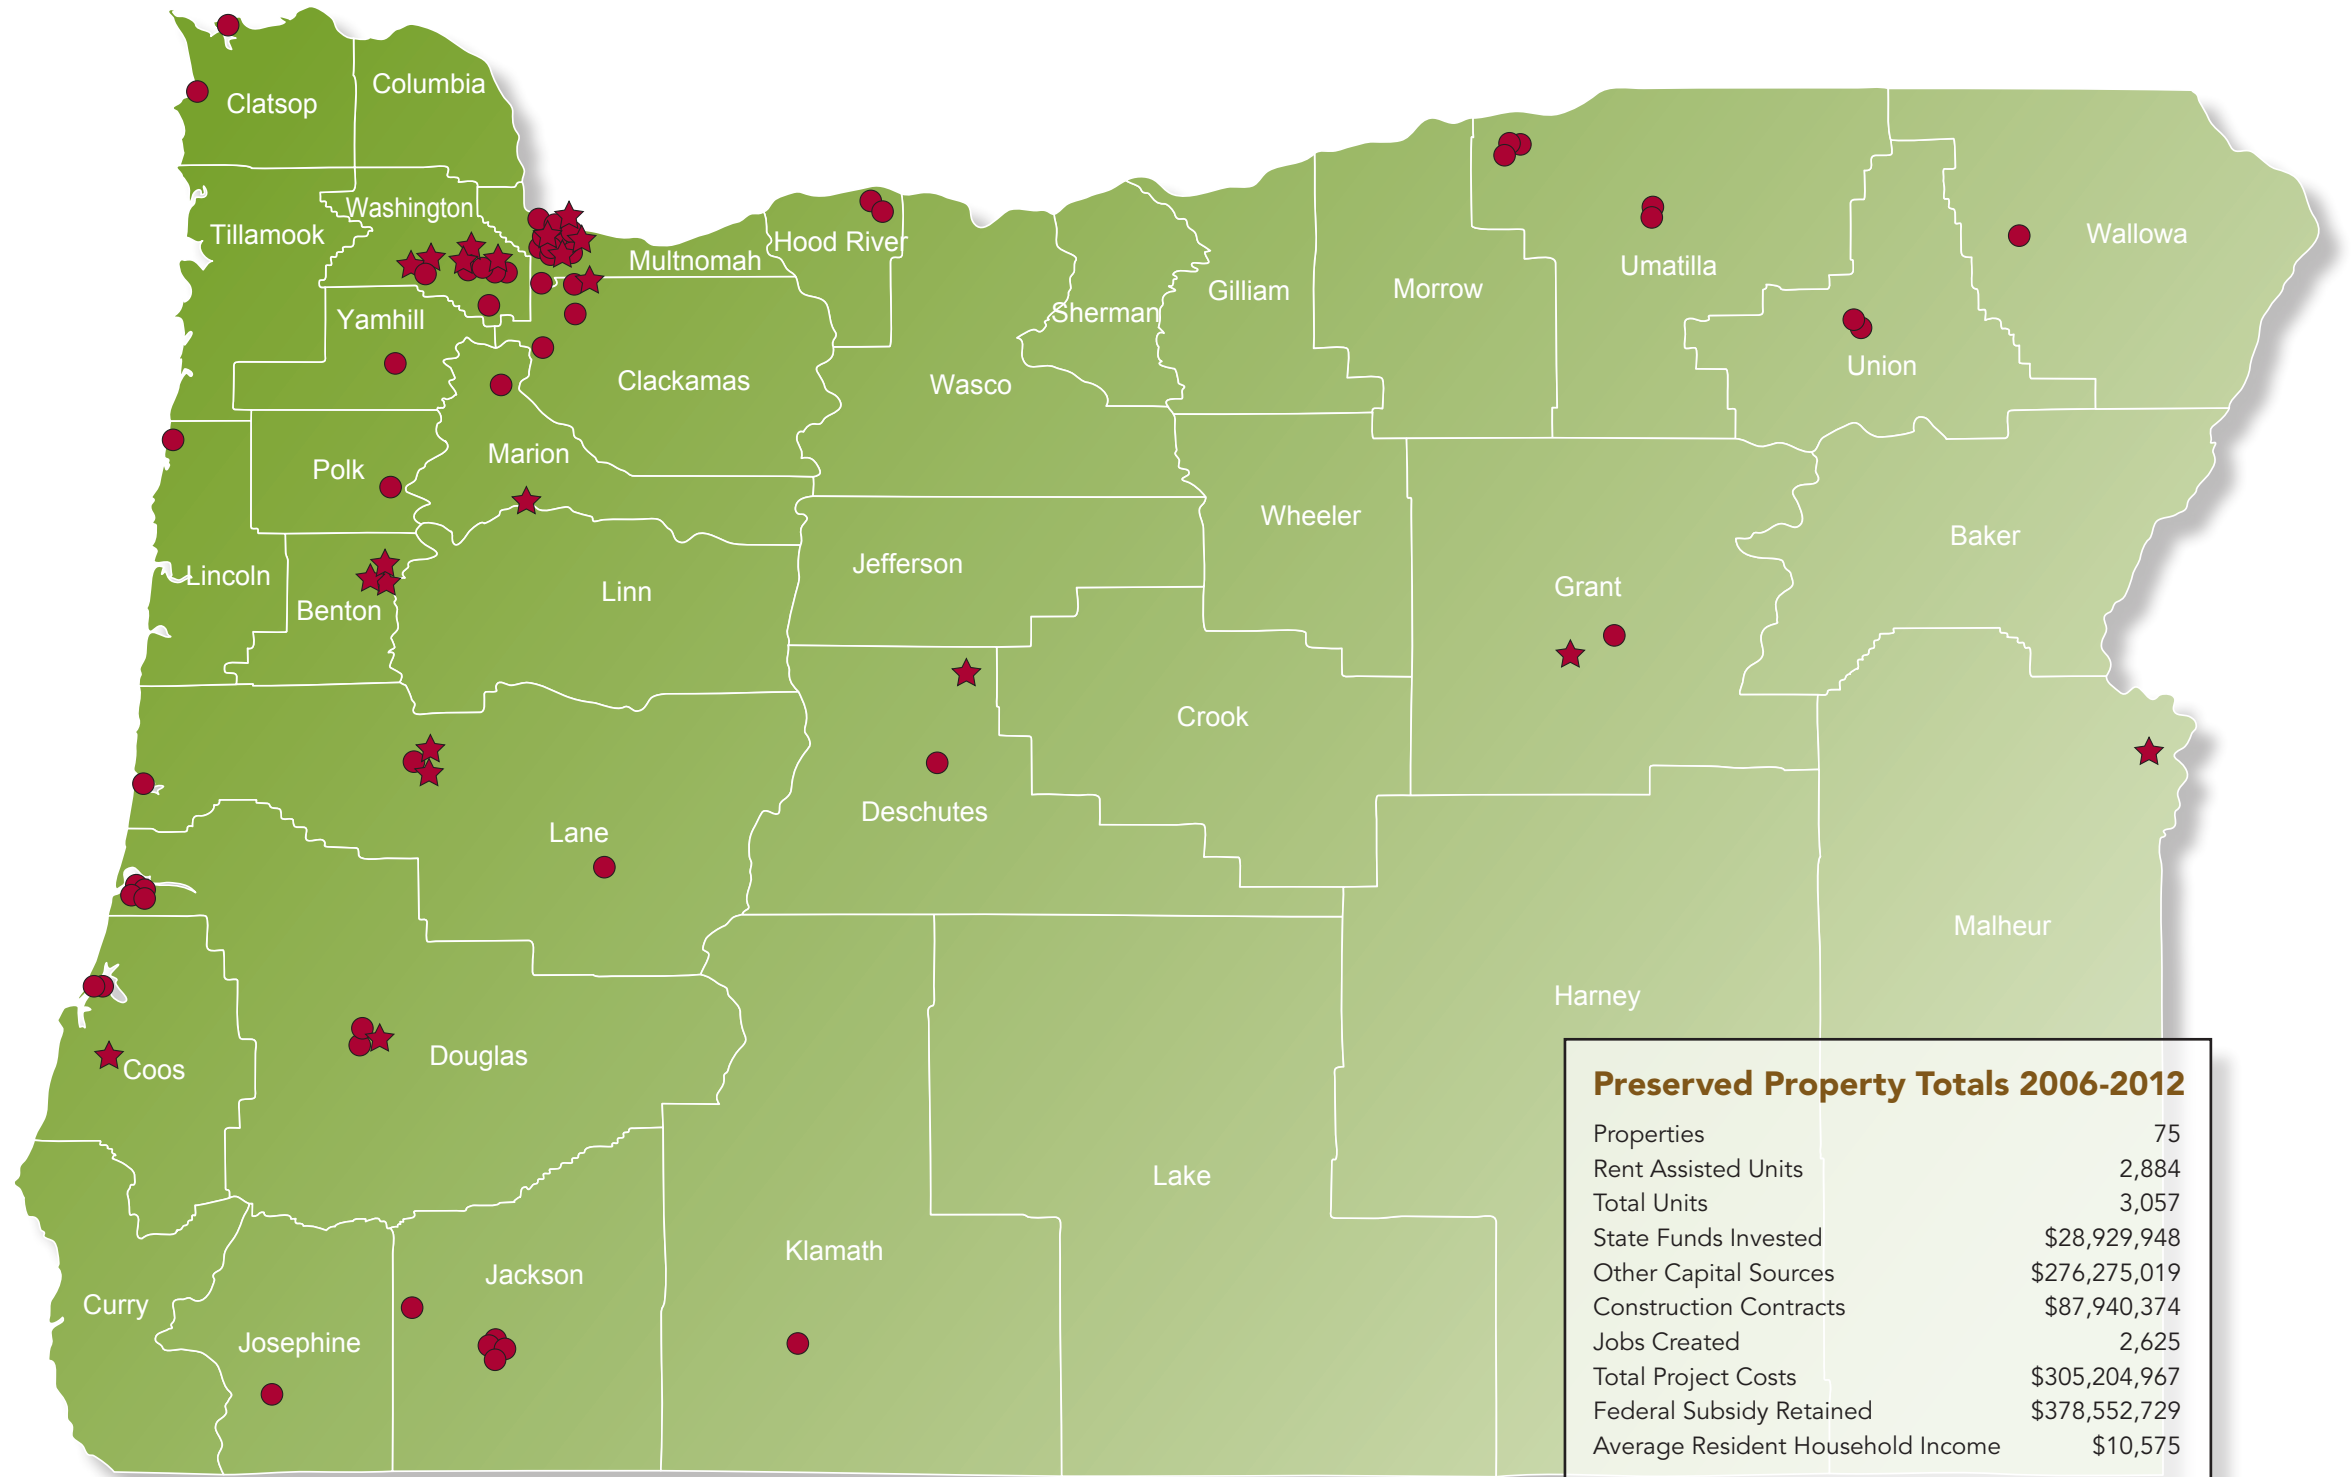 Columbia
Clatsop
Washington
Tillamook
Hood River
Multnomah
Wallowa
Umatilla
Gilliam
Morrow
Sherman
Yamhill
Union
Clackamas
Wasco
Marion
Polk
Wheeler
Baker
Jefferson
Lincoln
Grant
Linn
Benton
Crook
Deschutes
Lane
Malheur
Harney
Douglas
Coos
Lake
Klamath
Jackson
Curry
Josephine
Preserved Property Totals 2006-2012
Properties 75
Rent Assisted Units 2,884
Total Units 3,057
State Funds Invested $28,929,948
Other Capital Sources $276,275,019
Construction Contracts $87,940,374
Jobs Created 2,625
Total Project Costs $305,204,967
Federal Subsidy Retained $378,552,729
Average Resident Household Income $10,575